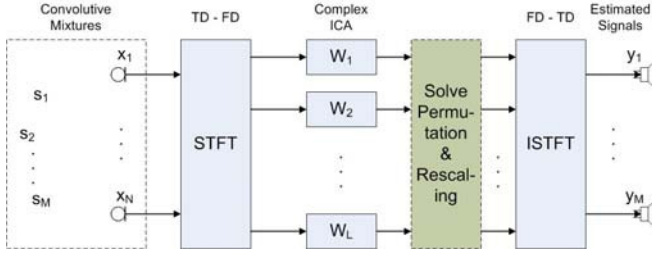 Convolutive
Mixtures
TD - FD
Complex
ICA
FD - TD
Estimated
Signals
x1
s1
s2
sM
xN
STFT
W1
W2
WL
Solve
Permu-
tation
&
Rescal-
ing
ISTFT
y1
yM